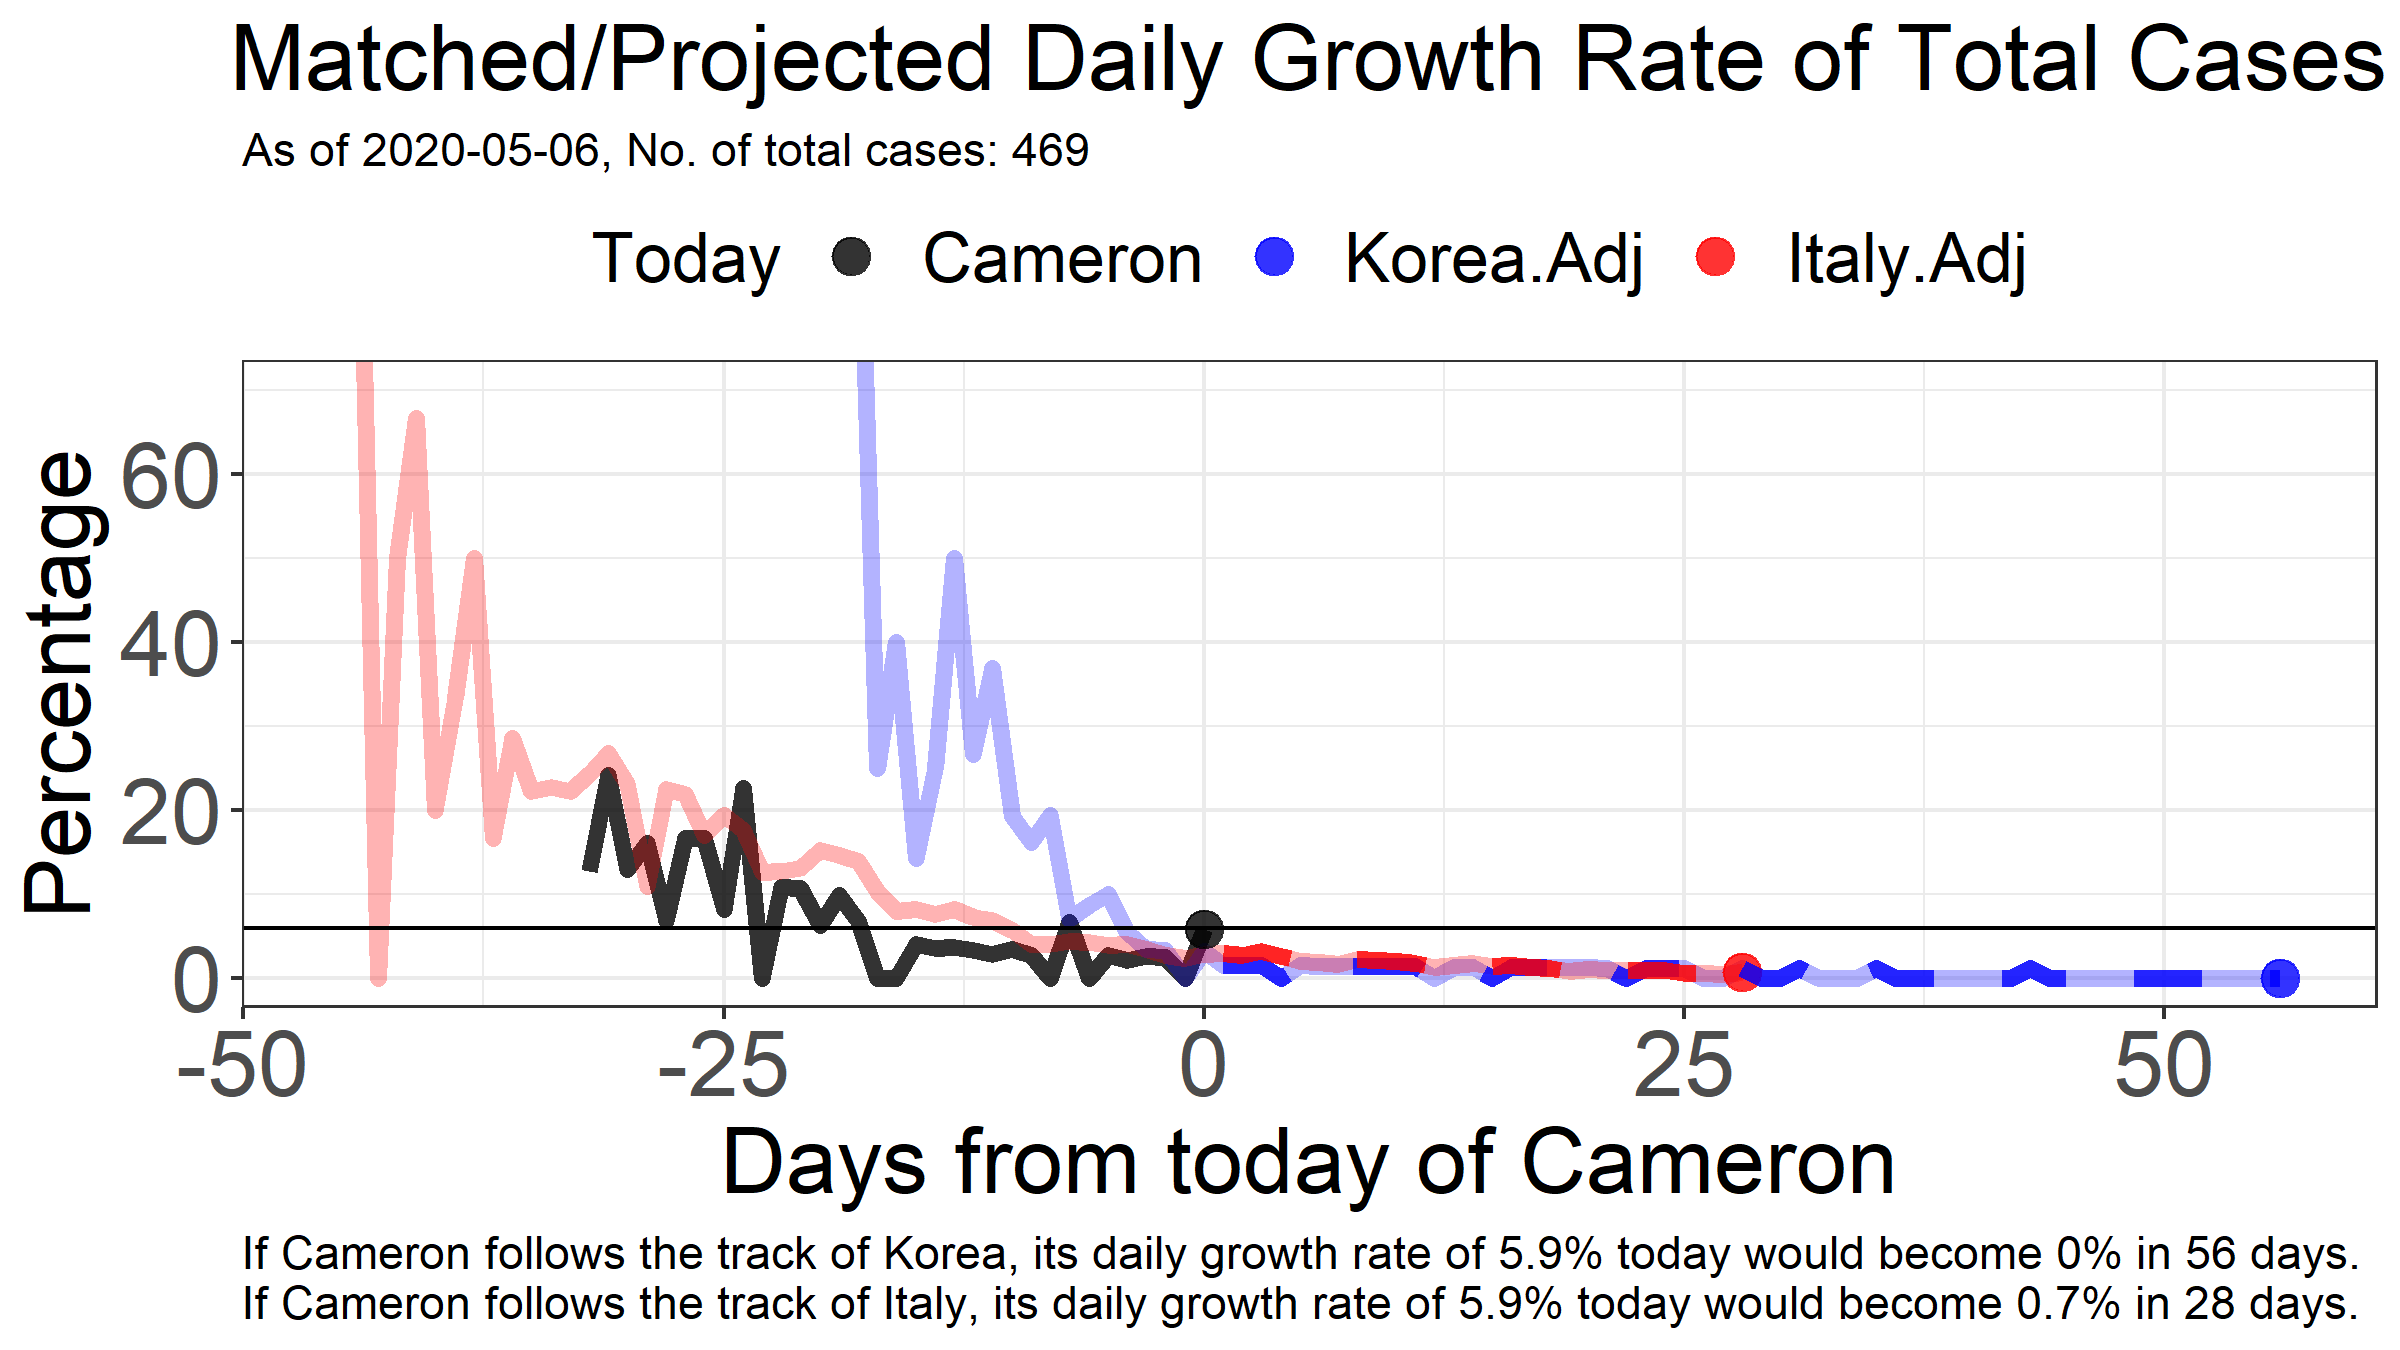 Matched/Projected Daily Growth Rate of Total Cases
As of 2020-05-06, No. of total cases: 469
Today Cameron Korea.Adj Italy.Adj
Percentage
60
40
20
0
-50 -25 0 25 50
Days from today of Cameron
If Cameron follows the track of Korea, its daily growth rate of 5.9% today would become 0% in 56 days.
If Cameron follows the track of Italy, its daily growth rate of 5.9% today would become 0.7% in 28 days.